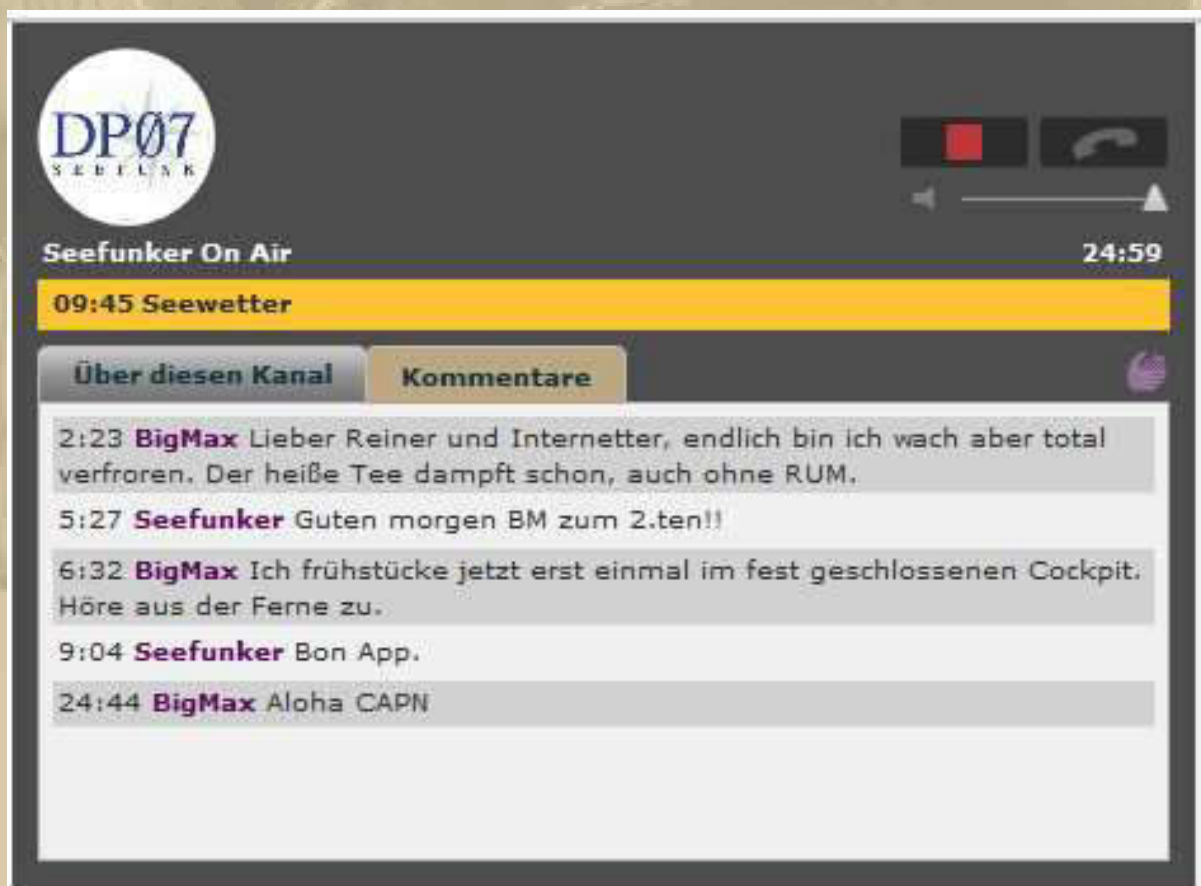 DPØ7
SEEFUNK
Seefunker On Air
24:59
09:45 Seewetter
Über diesen Kanal
Kommentare
2:23 BigMax Lieber Reiner und Internetter, endlich bin ich wach aber total
verfroren. Der heiße Tee dampft schon, auch ohne RUM.
5:27 Seefunker Guten morgen BM zum 2.ten!!
6:32 BigMax Ich frühstücke jetzt erst einmal im fest geschlossenen Cockpit.
Höre aus der Ferne zu.
9:04 Seefunker Bon App.
24:44 BigMax Aloha CAPN